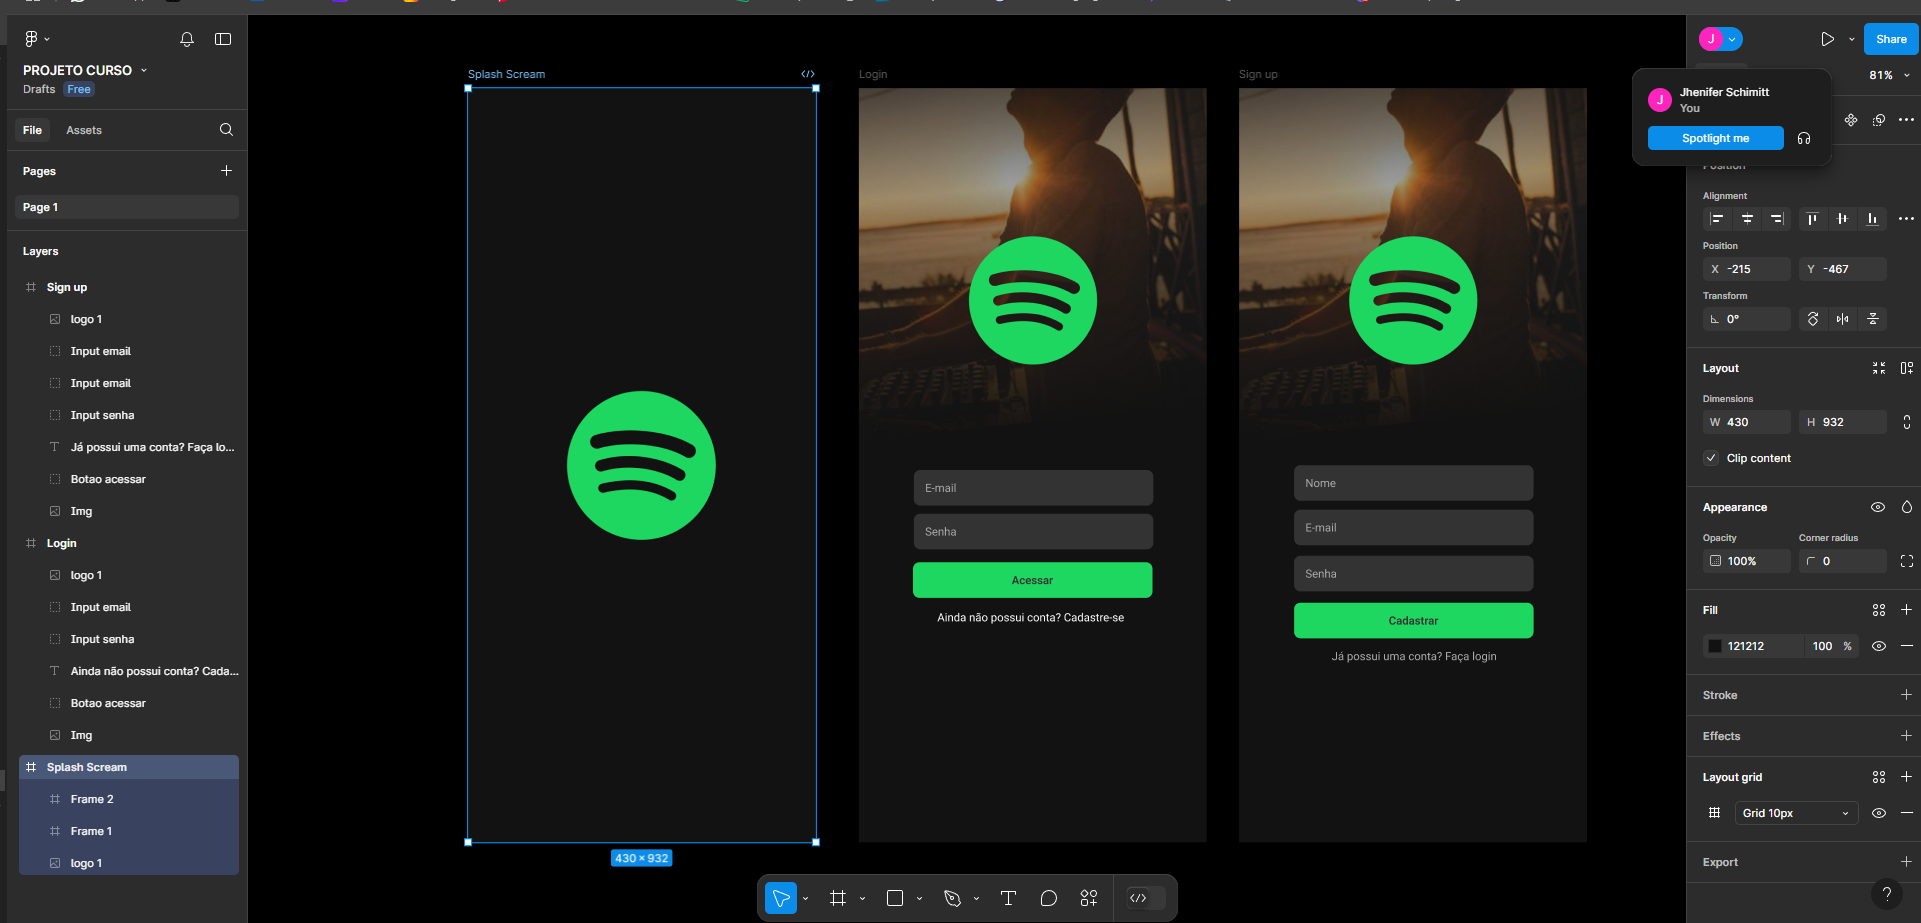 PROJETO CURSO
Drafts Free
File Assets
Pages
Page 1
Layers
Sign up
logo 1
Input email
Input email
Input senha
Já possui uma conta? Faça lo...
Botao acessar
Img
Login
logo 1
Input email
Input senha
Ainda não possui conta? Cada...
Botao acessar
Img
Splash Scream
Frame 2
Frame 1
logo 1
Splash Scream
430 × 932
Login
E-mail
Senha
Acessar
Ainda não possui conta? Cadastre-se
Sign up
Nome
E-mail
Senha
Cadastrar
Já possui uma conta? Faça login
J
Share
81%
J
Jhenifer Schimitt
You
Spotlight me
Position
Alignment
Position
X -215 Y -467
Transform
0°
Layout
Dimensions
W 430 H 932
Clip content
Appearance
Opacity Corner radius
100% 0
Fill
121212 100 %
Stroke
Effects
Layout grid
Grid 10px
Export
?